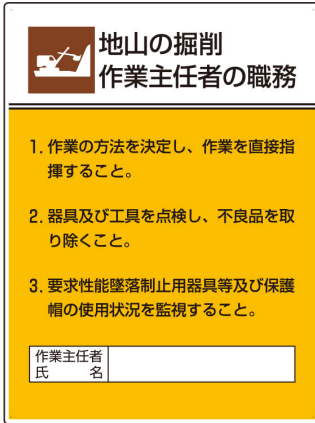 地山の掘削
作業主任者の職務
1. 作業の方法を決定し、作業を直接指
揮すること。
2. 器具及び工具を点検し、不良品を取
り除くこと。
3. 要求性能墜落制止用器具等及び保護
帽の使用状況を監視すること。
作業主任者
氏　　名